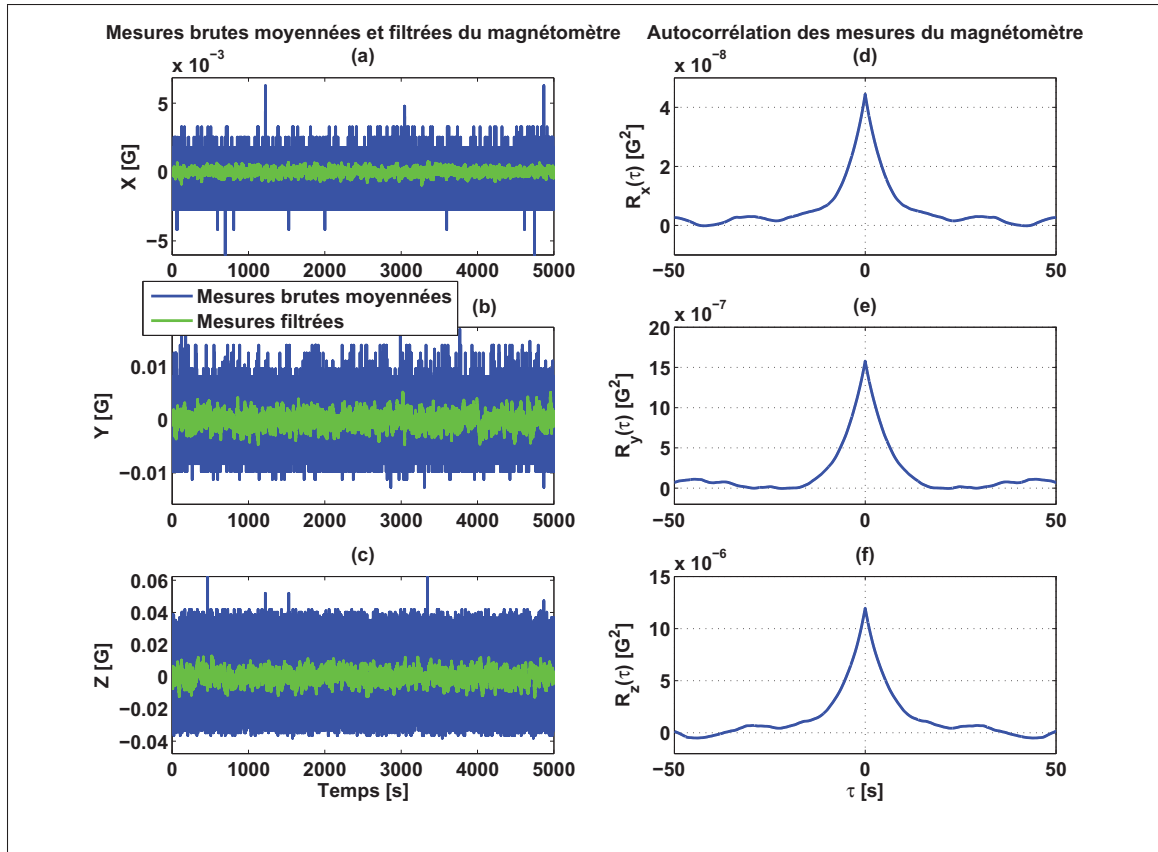 Mesures brutes moyennées et filtrées du magnétomètre
(a)
x 10⁻³
5
0
−5
X [G]
0 1000 2000 3000 4000 5000
Mesures brutes moyennées
Mesures filtrées
(b)
0.01
0
−0.01
Y [G]
0 1000 2000 3000 4000 5000
(c)
0.06
0.04
0.02
0
−0.02
−0.04
Z [G]
0 1000 2000 3000 4000 5000
Temps [s]
Autocorrélation des mesures du magnétomètre
(d)
x 10⁻⁸
4
2
0
R_x(τ) [G²]
−50 0 50
(e)
x 10⁻⁷
20
15
10
5
0
R_y(τ) [G²]
−50 0 50
(f)
x 10⁻⁶
15
10
5
0
R_z(τ) [G²]
−50 0 50
τ [s]